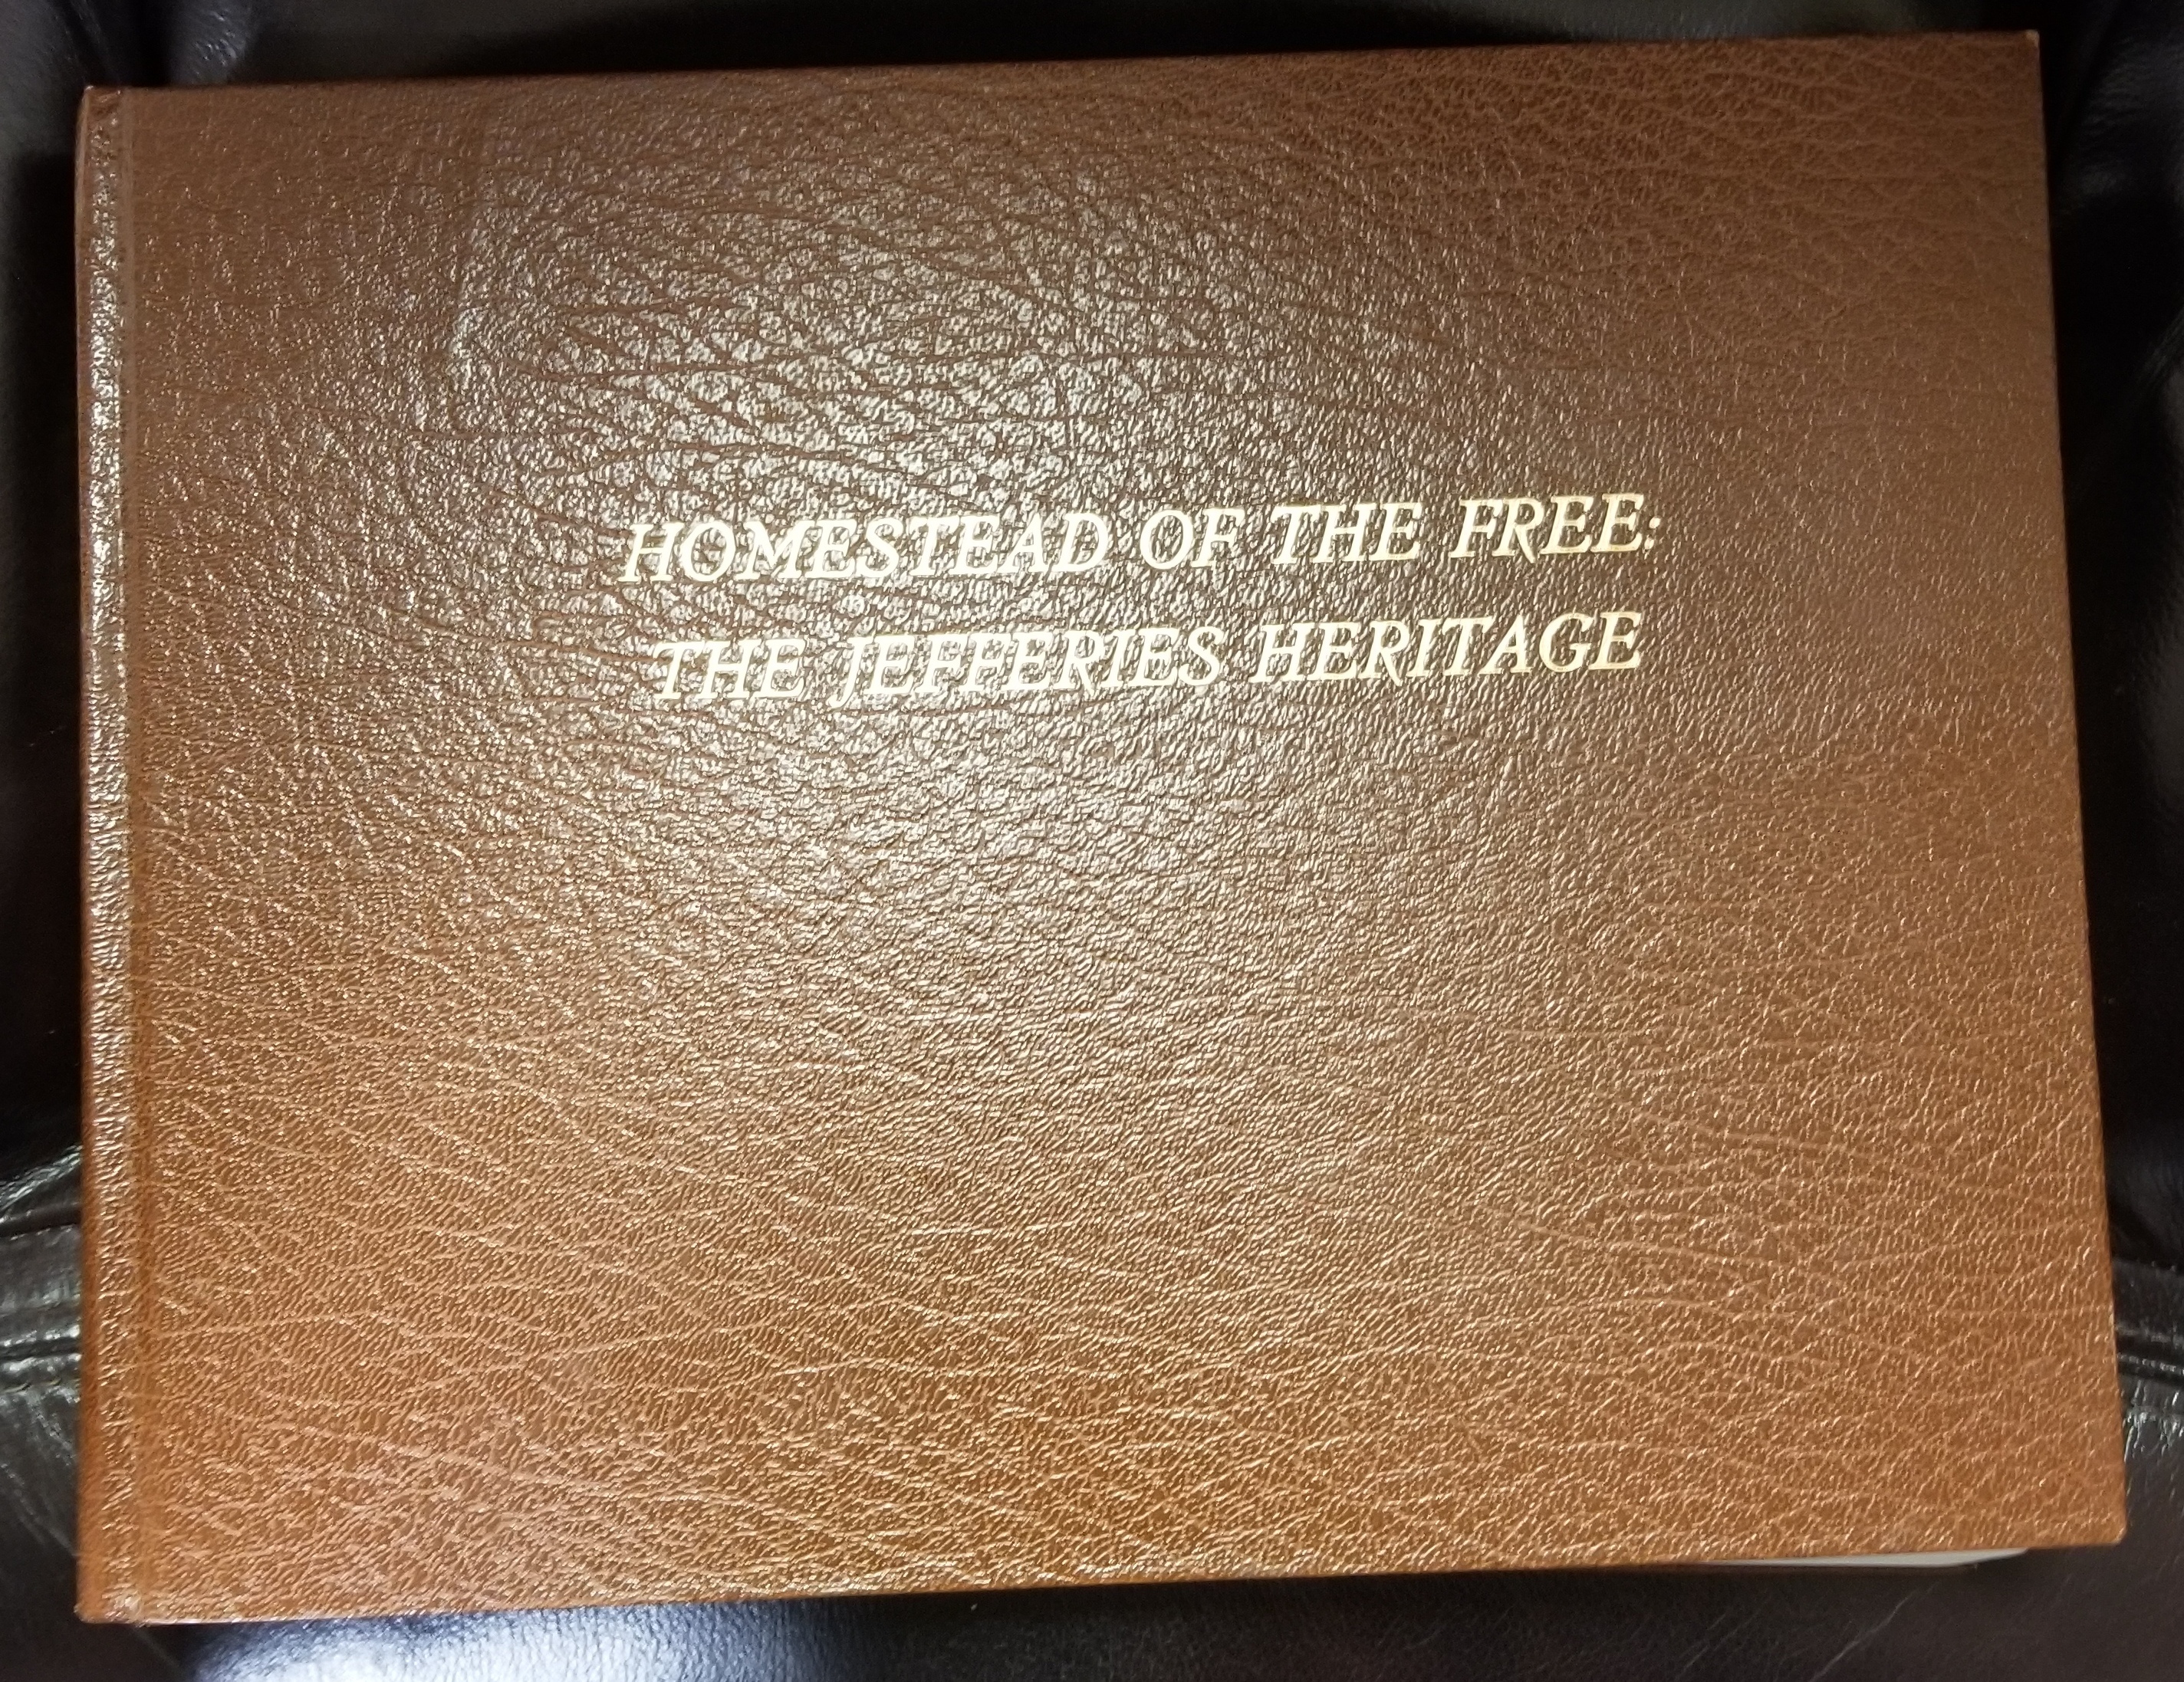 HOMESTEAD OF THE FREE:
THE JEFFERIES HERITAGE